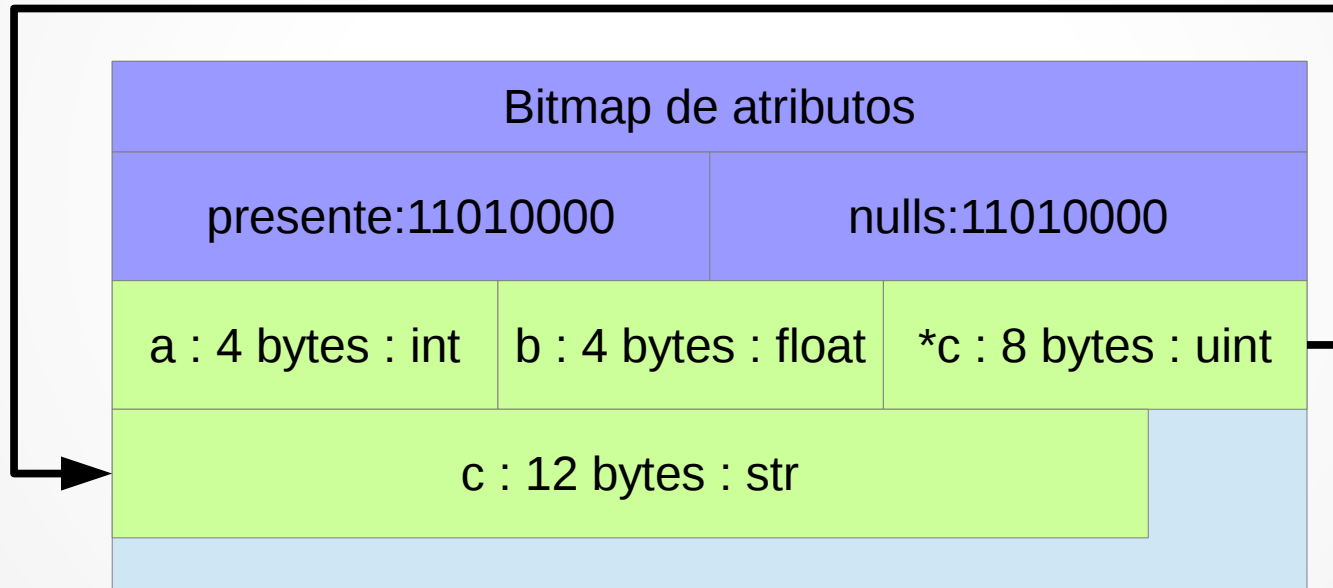 Bitmap de atributos
presente:11010000
nulls:11010000
a : 4 bytes : int
b : 4 bytes : float
*c : 8 bytes : uint
c : 12 bytes : str